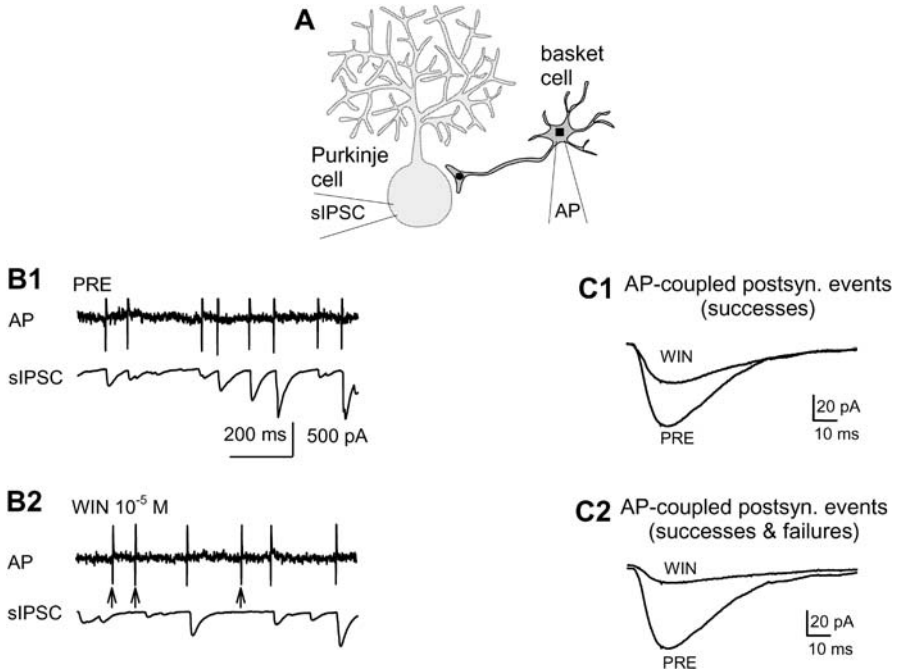 A
basket
cell
Purkinje
cell
sIPSC
AP
B1
PRE
AP
sIPSC
200 ms
500 pA
B2
WIN 10⁻⁵ M
AP
sIPSC
C1
AP-coupled postsyn. events
(successes)
WIN
PRE
20 pA
10 ms
C2
AP-coupled postsyn. events
(successes & failures)
WIN
PRE
20 pA
10 ms